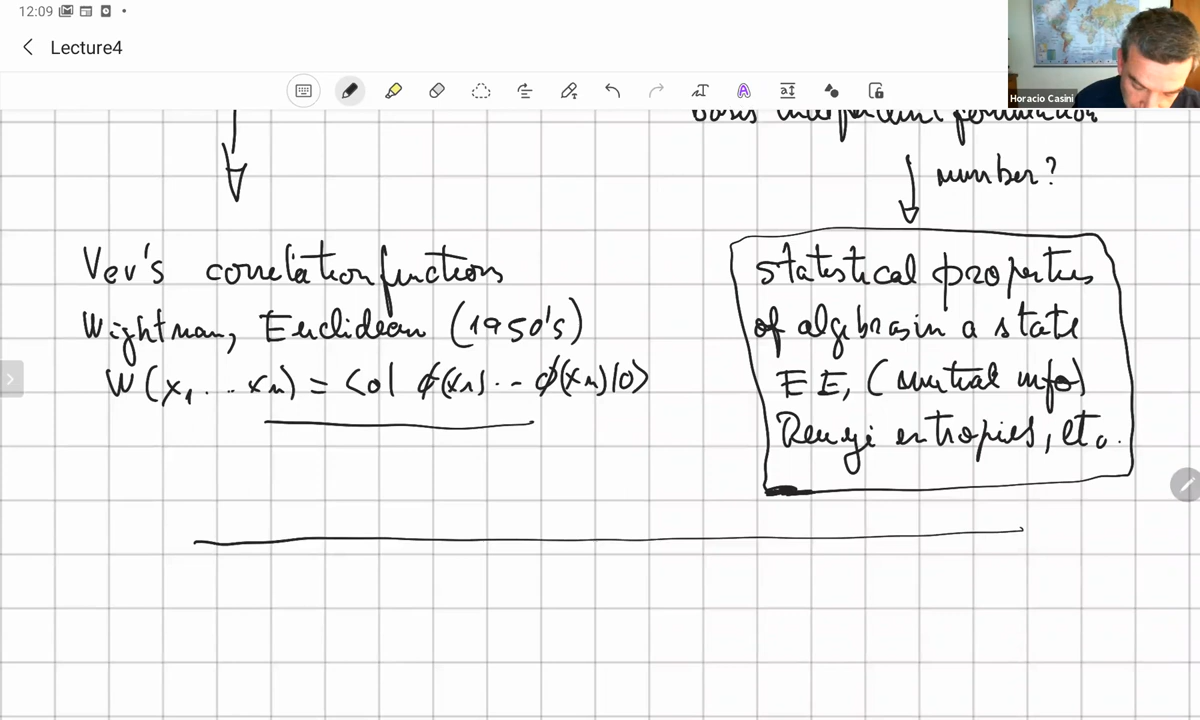 12:09
Lecture4
Horacio Casini
number?
Vev's correlation functions
Wightman, Euclidean (1950's)
W(x1, .. xn) = <0| ϕ(x1) .. ϕ(xn)|0>
statistical properties
of algebras in a state
EE, (mutual info)
Renyi entropies, etc.